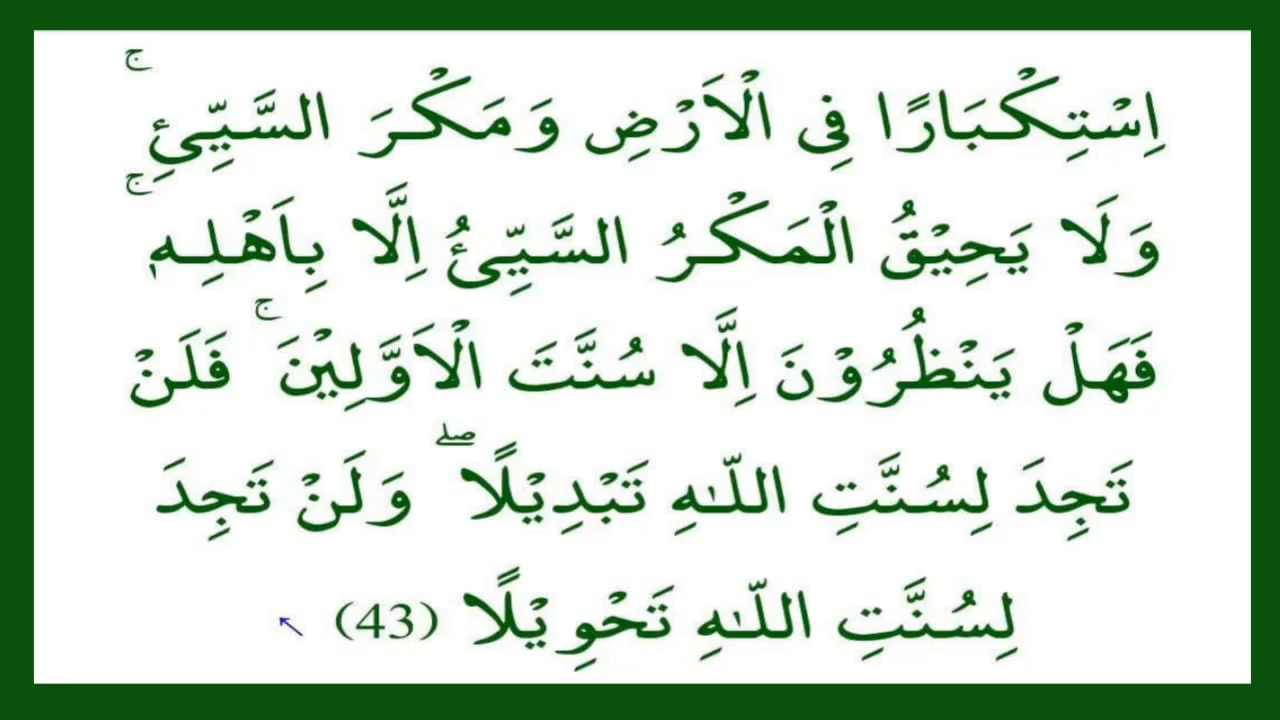 اِسْتِكْبَارًا فِى الْاَرْضِ وَمَكْرَ السَّيِّئِ ۚ
وَلَا يَحِيْقُ الْمَكْرُ السَّيِّئُ اِلَّا بِاَهْلِهٖ ۚ
فَهَلْ يَنْظُرُوْنَ اِلَّا سُنَّتَ الْاَوَّلِيْنَ ۚ فَلَنْ
تَجِدَ لِسُنَّتِ اللّٰهِ تَبْدِيْلًا ۖ وَلَنْ تَجِدَ
لِسُنَّتِ اللّٰهِ تَحْوِيْلًا (43)